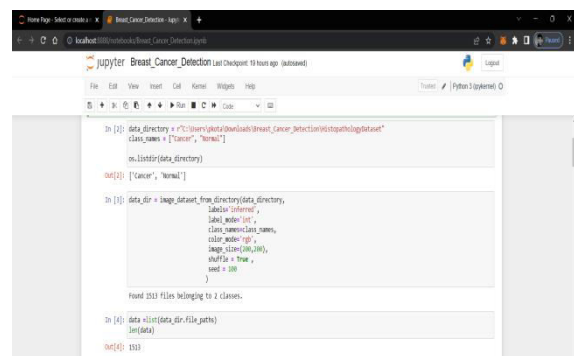 Home Page - Select or create a n
Breast_Cancer_Detection - Jupyt
localhost:8888/notebooks/Breast_Cancer_Detection.ipynb
Paused
jupyter Breast_Cancer_Detection Last Checkpoint: 19 hours ago (autosaved)
Logout
File Edit View Insert Cell Kernel Widgets Help
Trusted
Python 3 (ipykernel)
Run
Code
In [2]: data_directory = r"C:\Users\yKota\Downloads\Breast_Cancer_Detection\HistopathologyDataset"
class_names = ["Cancer", "Normal"]
os.listdir(data_directory)
Out[2]: ['Cancer', 'Normal']
In [3]: data_dir = image_dataset_from_directory(data_directory,
labels='inferred',
label_mode='int',
class_names=class_names,
color_mode='rgb',
image_size=(200,200),
shuffle = True ,
seed = 100
)
Found 1513 files belonging to 2 classes.
In [4]: data =list(data_dir.file_paths)
len(data)
Out[4]: 1513